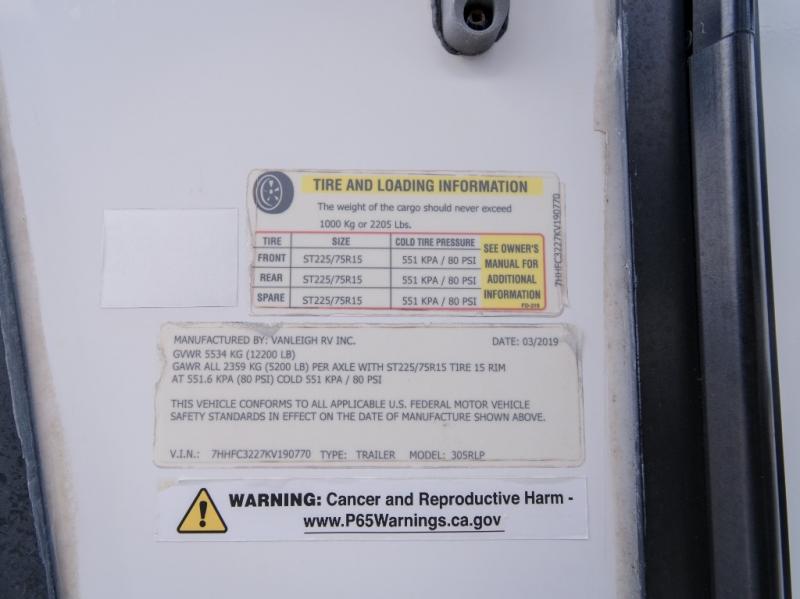 TIRE AND LOADING INFORMATION
The weight of the cargo should never exceed
1000 Kg or 2205 Lbs.
TIRE SIZE COLD TIRE PRESSURE
FRONT ST225/75R15 551 KPA / 80 PSI
REAR ST225/75R15 551 KPA / 80 PSI
SPARE ST225/75R15 551 KPA / 80 PSI
SEE OWNER'S
MANUAL FOR
ADDITIONAL
INFORMATION
7HHFC3227KV190770
MANUFACTURED BY: VANLEIGH RV INC. DATE: 03/2019
GVWR 5534 KG (12200 LB)
GAWR ALL 2359 KG (5200 LB) PER AXLE WITH ST225/75R15 TIRE 15 RIM
AT 551.6 KPA (80 PSI) COLD 551 KPA / 80 PSI
THIS VEHICLE CONFORMS TO ALL APPLICABLE U.S. FEDERAL MOTOR VEHICLE
SAFETY STANDARDS IN EFFECT ON THE DATE OF MANUFACTURE SHOWN ABOVE.
V.I.N.: 7HHFC3227KV190770 TYPE: TRAILER MODEL: 305RLP
WARNING: Cancer and Reproductive Harm -
www.P65Warnings.ca.gov